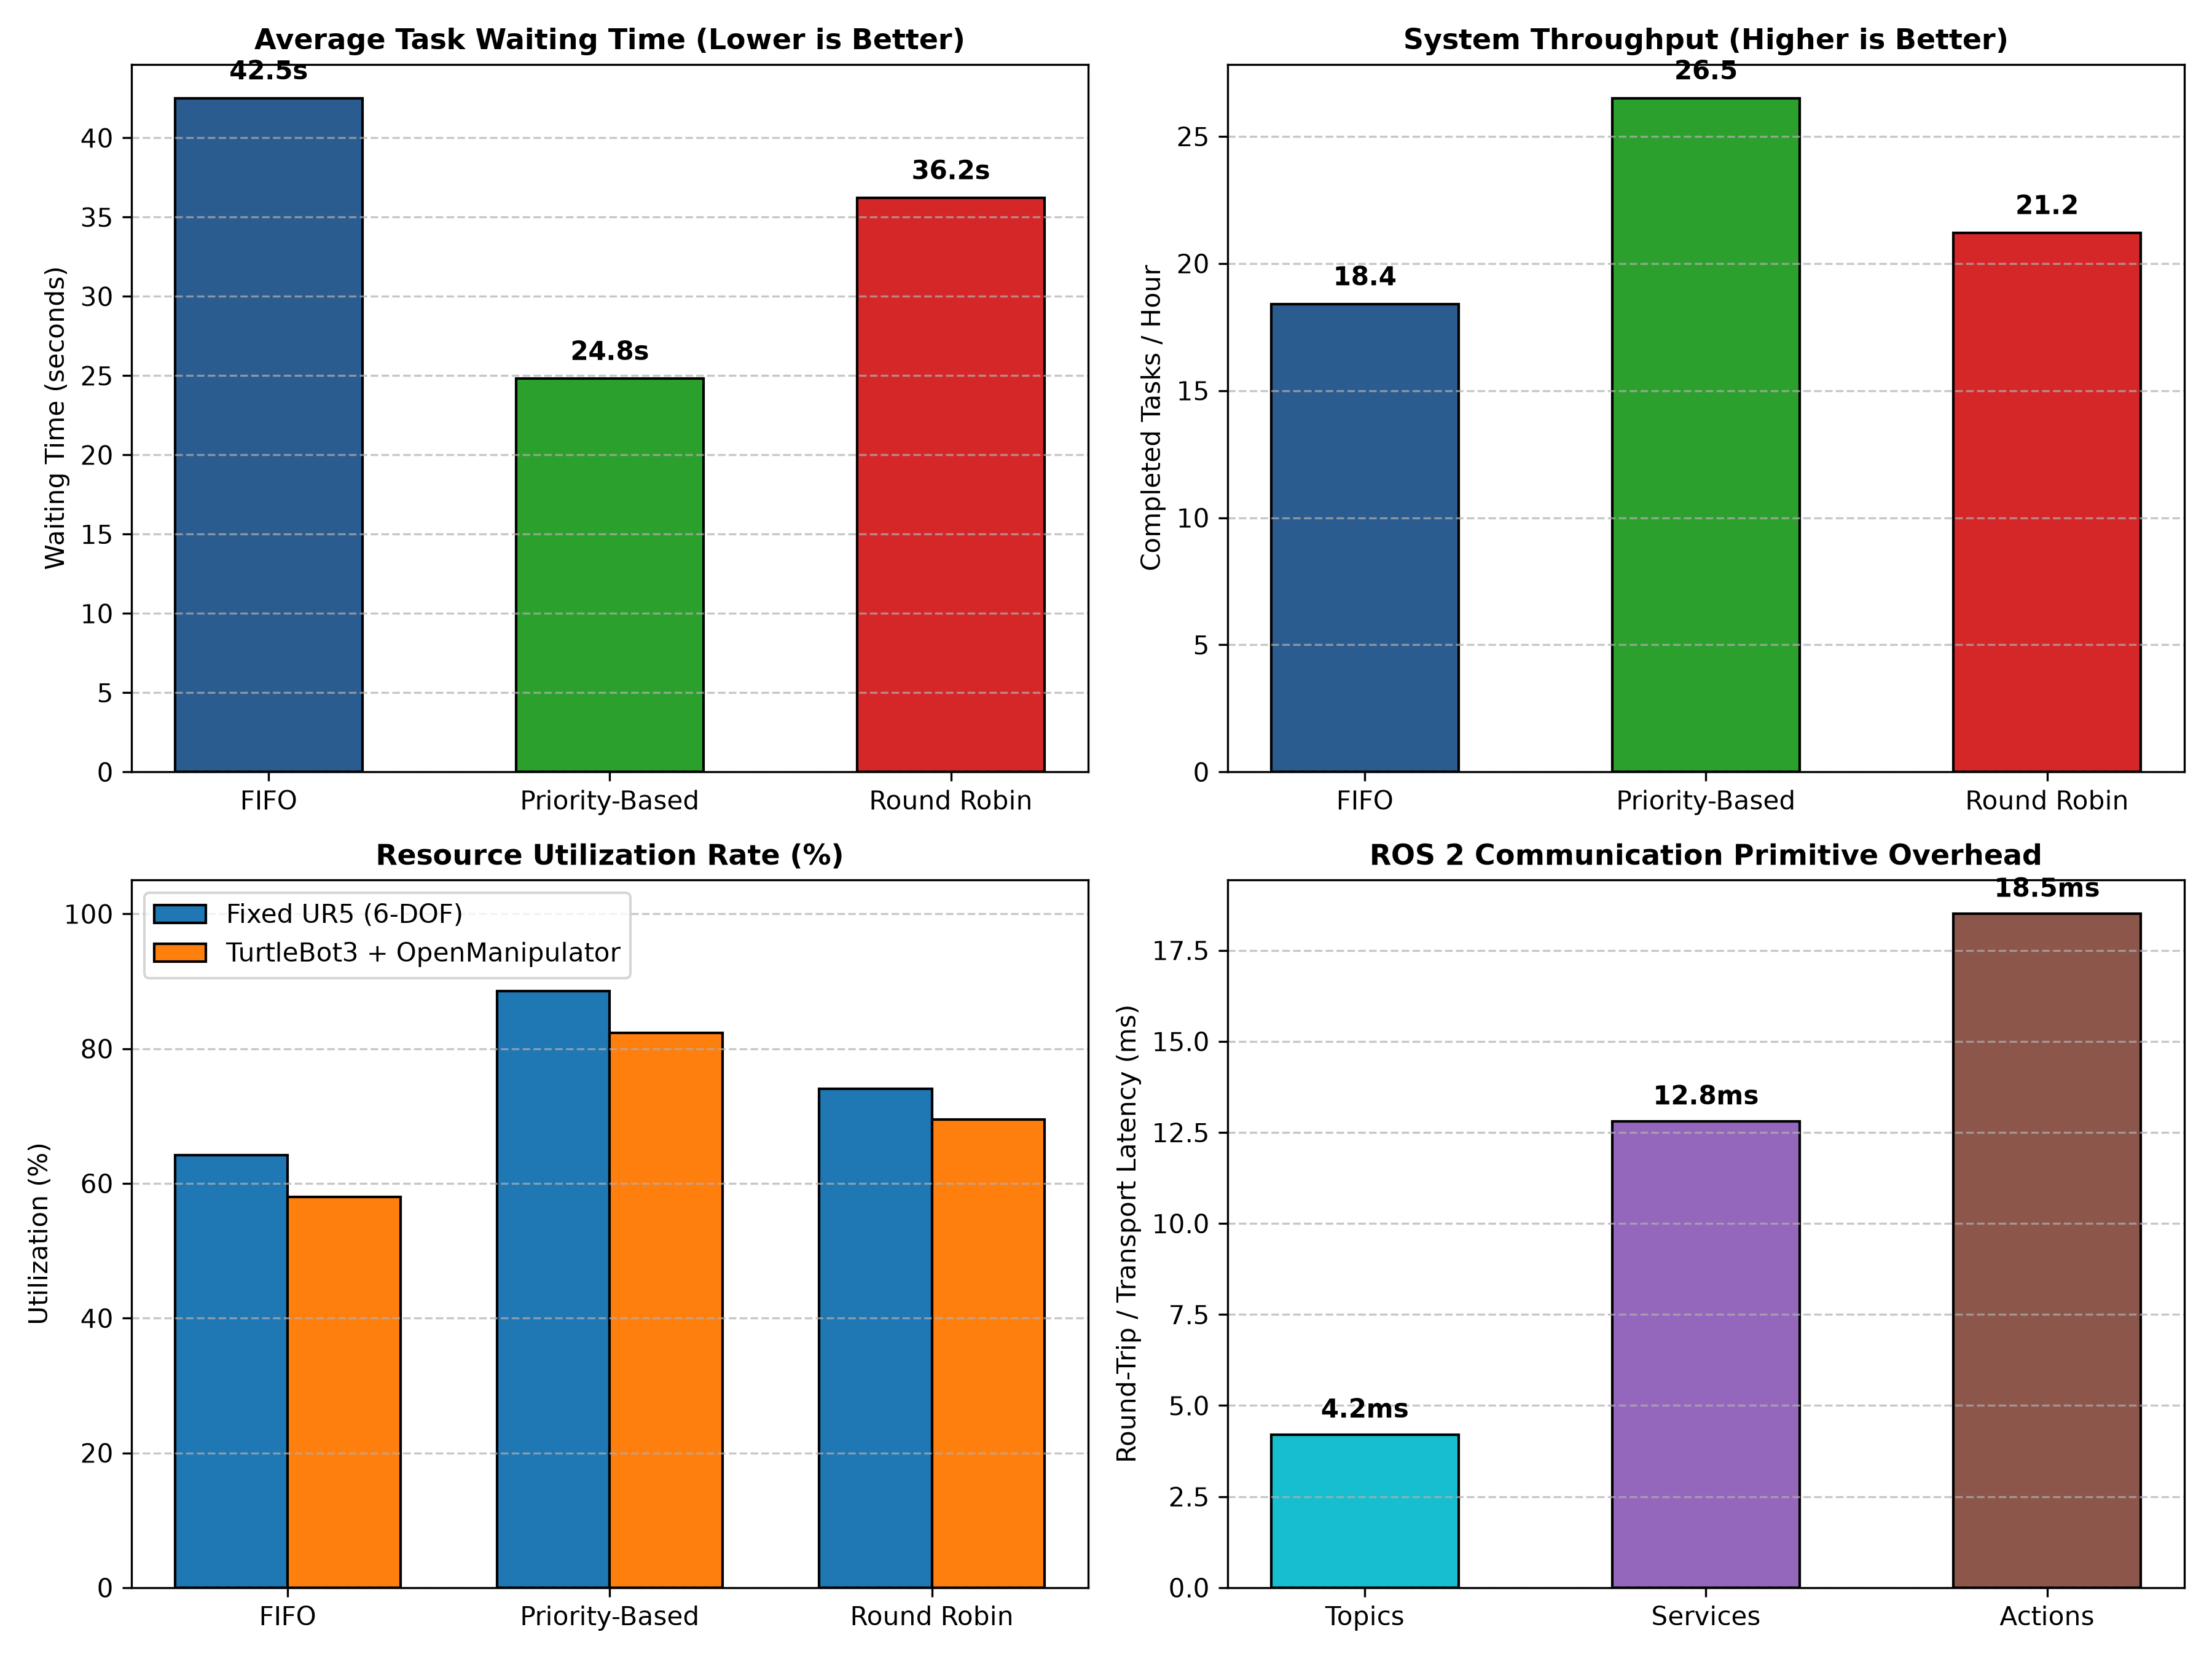 Average Task Waiting Time (Lower is Better)
42.5s
24.8s
36.2s
Waiting Time (seconds)
40
35
30
25
20
15
10
5
0
FIFO
Priority-Based
Round Robin
System Throughput (Higher is Better)
26.5
18.4
21.2
Completed Tasks / Hour
25
20
15
10
5
0
FIFO
Priority-Based
Round Robin
Resource Utilization Rate (%)
Fixed UR5 (6-DOF)
TurtleBot3 + OpenManipulator
Utilization (%)
100
80
60
40
20
0
FIFO
Priority-Based
Round Robin
ROS 2 Communication Primitive Overhead
18.5ms
12.8ms
4.2ms
Round-Trip / Transport Latency (ms)
17.5
15.0
12.5
10.0
7.5
5.0
2.5
0.0
Topics
Services
Actions